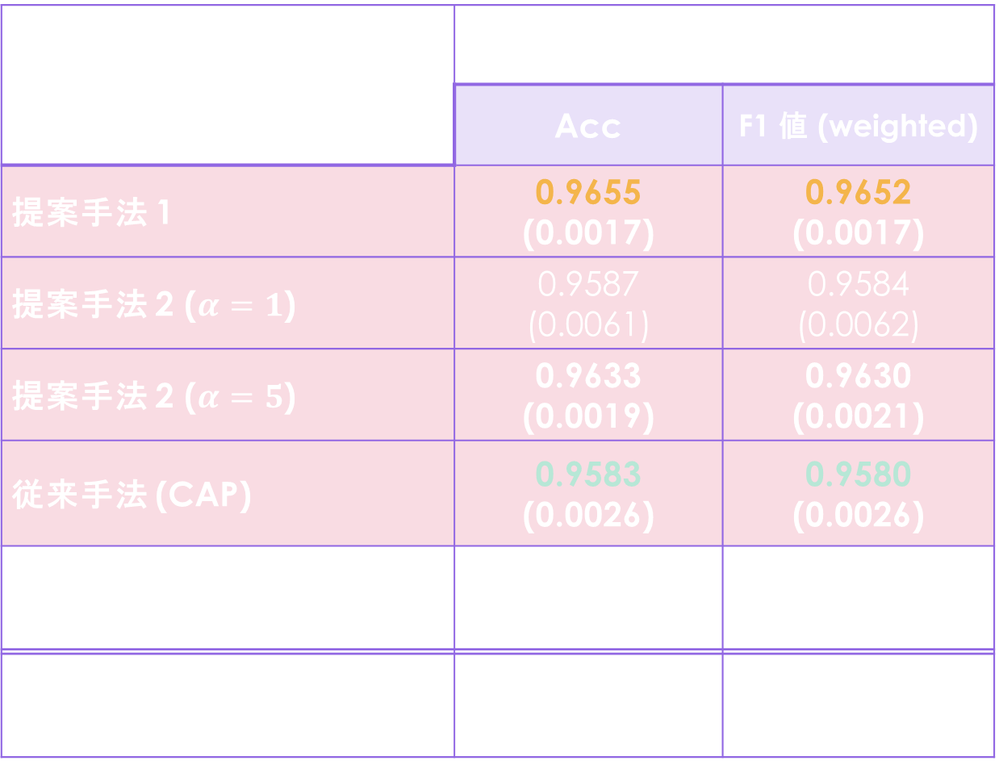 Acc
F1 値 (weighted)
提案手法 1
0.9655
(0.0017)
0.9652
(0.0017)
提案手法 2 (α = 1)
0.9587
(0.0061)
0.9584
(0.0062)
提案手法 2 (α = 5)
0.9633
(0.0019)
0.9630
(0.0021)
従来手法 (CAP)
0.9583
(0.0026)
0.9580
(0.0026)